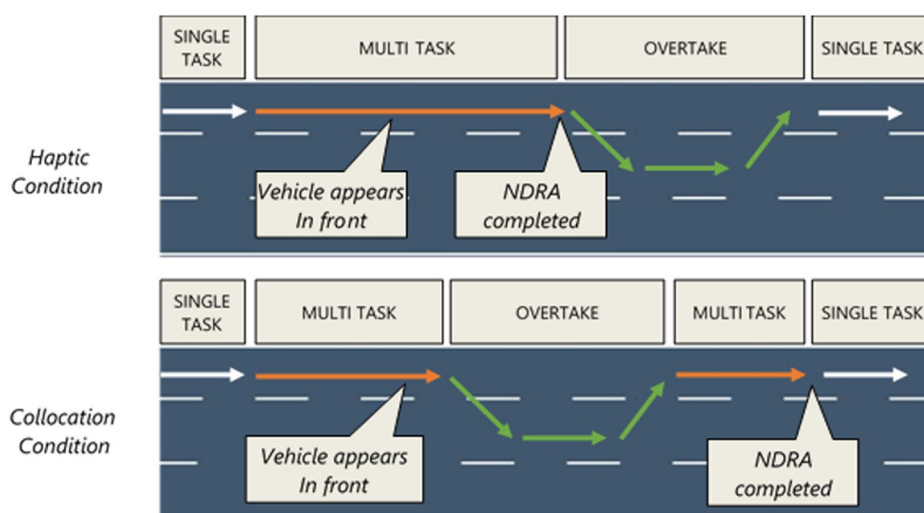 SINGLE
TASK
MULTI TASK
OVERTAKE
SINGLE TASK
Haptic
Condition
Vehicle appears
In front
NDRA
completed
SINGLE
TASK
MULTI TASK
OVERTAKE
MULTI TASK
SINGLE TASK
Collocation
Condition
Vehicle appears
In front
NDRA
completed